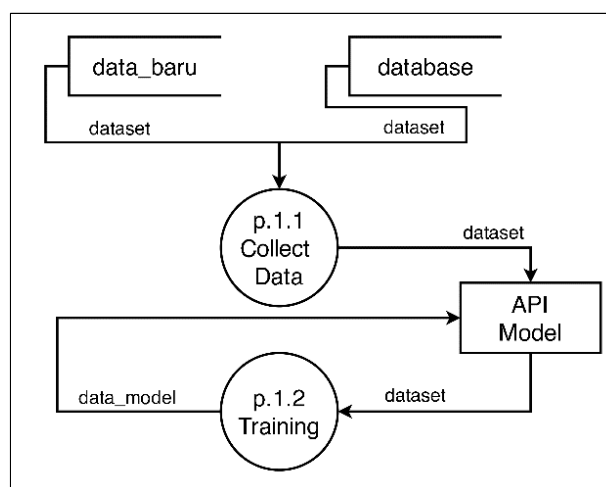 data_baru
database
dataset
dataset
p.1.1
Collect
Data
dataset
API
Model
data_model
p.1.2
Training
dataset